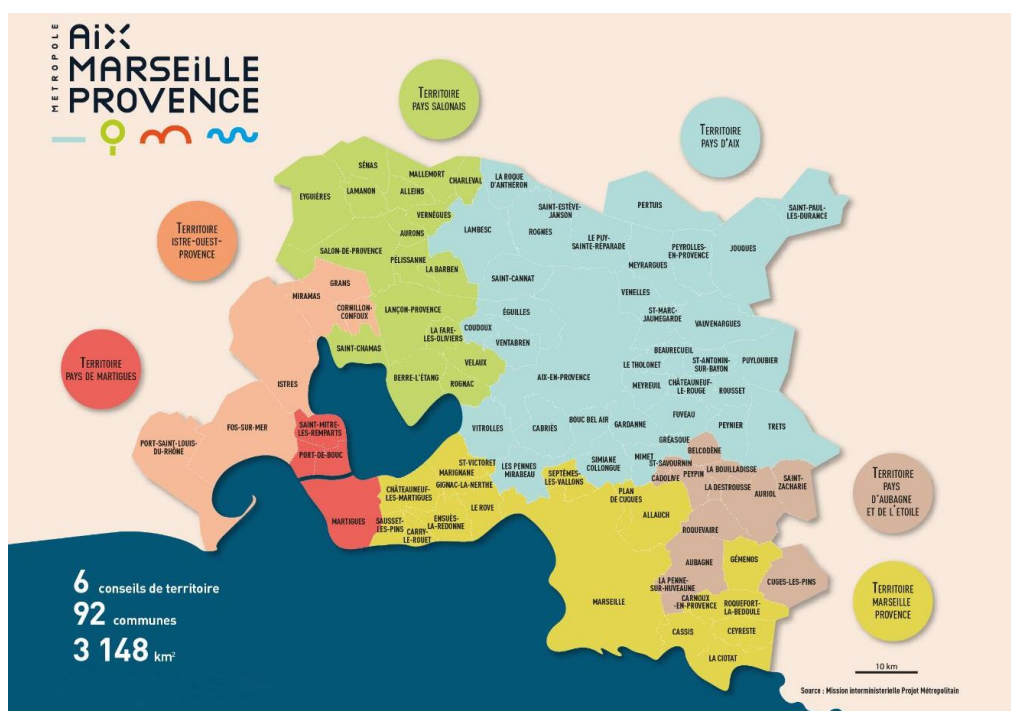 METROPOLE
AiX
MARSEiLLE
PROVENCE
TERRITOIRE
PAYS SALONAIS
TERRITOIRE
PAYS D'AIX
TERRITOIRE
ISTRE-OUEST-
PROVENCE
TERRITOIRE
PAYS DE MARTIGUES
TERRITOIRE
PAYS
D'AUBAGNE
ET DE L'ETOILE
TERRITOIRE
MARSEILLE
PROVENCE
SÉNAS
MALLEMORT
CHARLEVAL
EYGUIÈRES
LAMANON
ALLEINS
VERNÈGUES
AURONS
SALON-DE-PROVENCE
PÉLISSANNE
LA BARBEN
LANÇON-PROVENCE
LA FARE-
LES-OLIVIERS
SAINT-CHAMAS
VELAUX
BERRE-L'ÉTANG
ROGNAC
LA ROQUE
D'ANTHÉRON
SAINT-ESTÈVE-
JANSON
PERTUIS
SAINT-PAUL-
LES-DURANCE
LAMBESC
ROGNES
LE PUY-
SAINTE-RÉPARADE
PEYROLLES-
EN-PROVENCE
JOUQUES
MEYRARGUES
SAINT-CANNAT
VENELLES
ÉGUILLES
ST-MARC-
JAUMEGARDE
VAUVENARGUES
COUDOUX
VENTABREN
BEAURECUEIL
LE THOLONET
ST-ANTONIN-
SUR-BAYON
PUYLOUBIER
AIX-EN-PROVENCE
MEYREUIL
CHÂTEAUNEUF-
LE-ROUGE
ROUSSET
VITROLLES
CABRIÈS
BOUC BEL AIR
GARDANNE
FUVEAU
PEYNIER
TRETS
GRÉASQUE
LES PENNES
MIRABEAU
SIMIANE
COLLONGUE
MIMET
GRANS
MIRAMAS
CORNILLON-
CONFOUX
ISTRES
FOS-SUR-MER
PORT-SAINT-LOUIS-
DU-RHÔNE
SAINT-MITRE-
LES-REMPARTS
PORT-DE-BOUC
MARTIGUES
BELCODÈNE
ST-SAVOURNIN
CADOLIVE
PEYPIN
LA BOUILLADISSE
LA DESTROUSSE
AURIOL
SAINT-
ZACHARIE
ROQUEVAIRE
AUBAGNE
LA PENNE-
SUR-HUVEAUNE
CUGES-LES-PINS
ST-VICTORET
MARIGNANE
GIGNAC-LA-NERTHE
CHÂTEAUNEUF-
LES-MARTIGUES
LE ROVE
SAUSSET-
LES-PINS
CARRY-
LE-ROUET
ENSUÈS-
LA-REDONNE
SEPTÈMES-
LES-VALLONS
PLAN
DE CUQUES
ALLAUCH
MARSEILLE
GÉMENOS
CARNOUX
-EN-PROVENCE
ROQUEFORT-
LA-BEDOULE
CASSIS
CEYRESTE
LA CIOTAT
6 conseils de territoire
92 communes
3 148 km²
10 km
Source : Mission interministérielle Projet Métropolitain